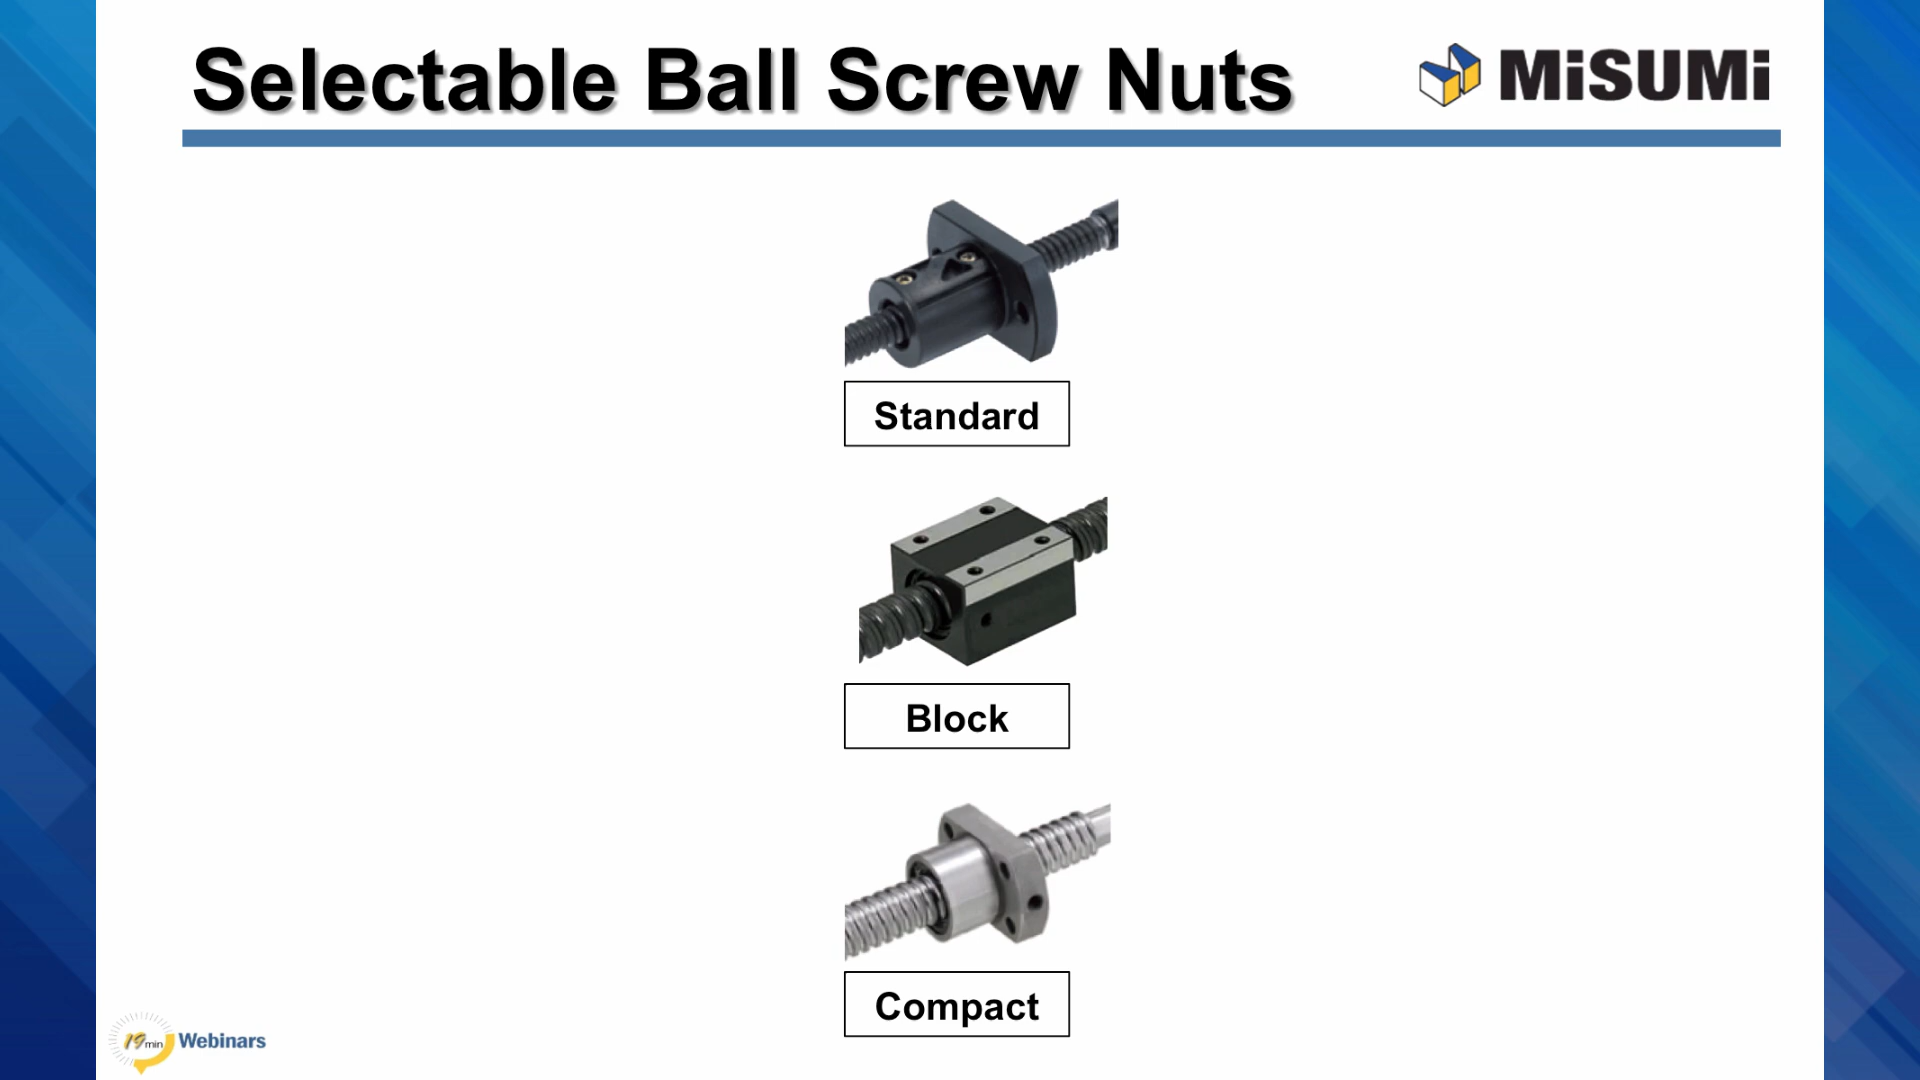 Selectable Ball Screw Nuts
MiSUMi
Standard
Block
Compact
19min Webinars